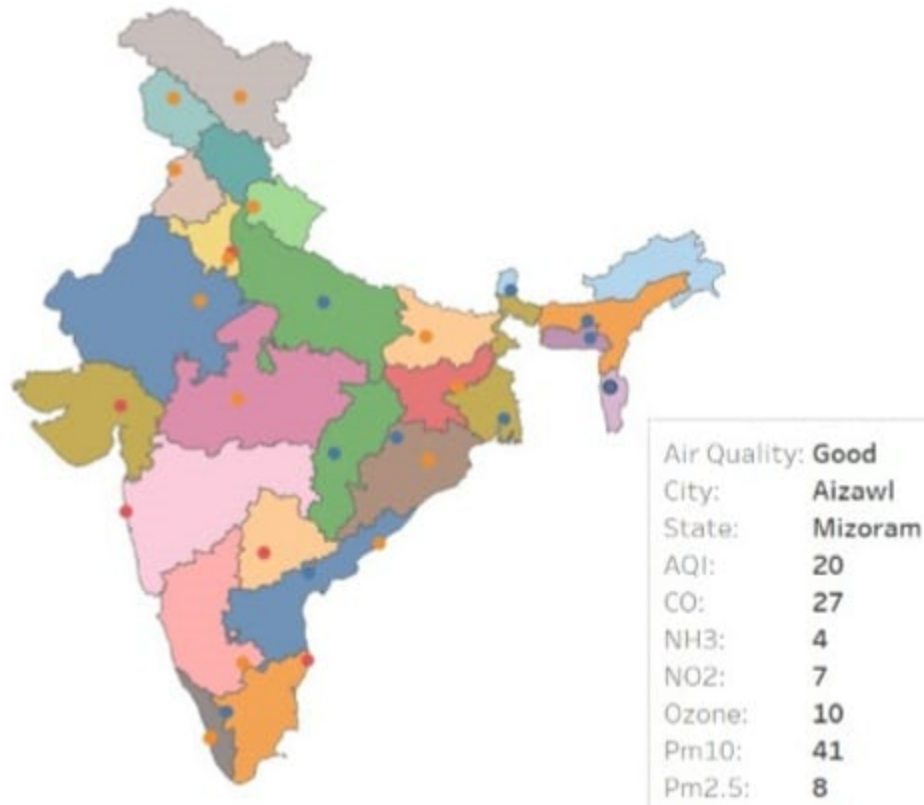 Air Quality: Good
City: Aizawl
State: Mizoram
AQI: 20
CO: 27
NH3: 4
NO2: 7
Ozone: 10
Pm10: 41
Pm2.5: 8